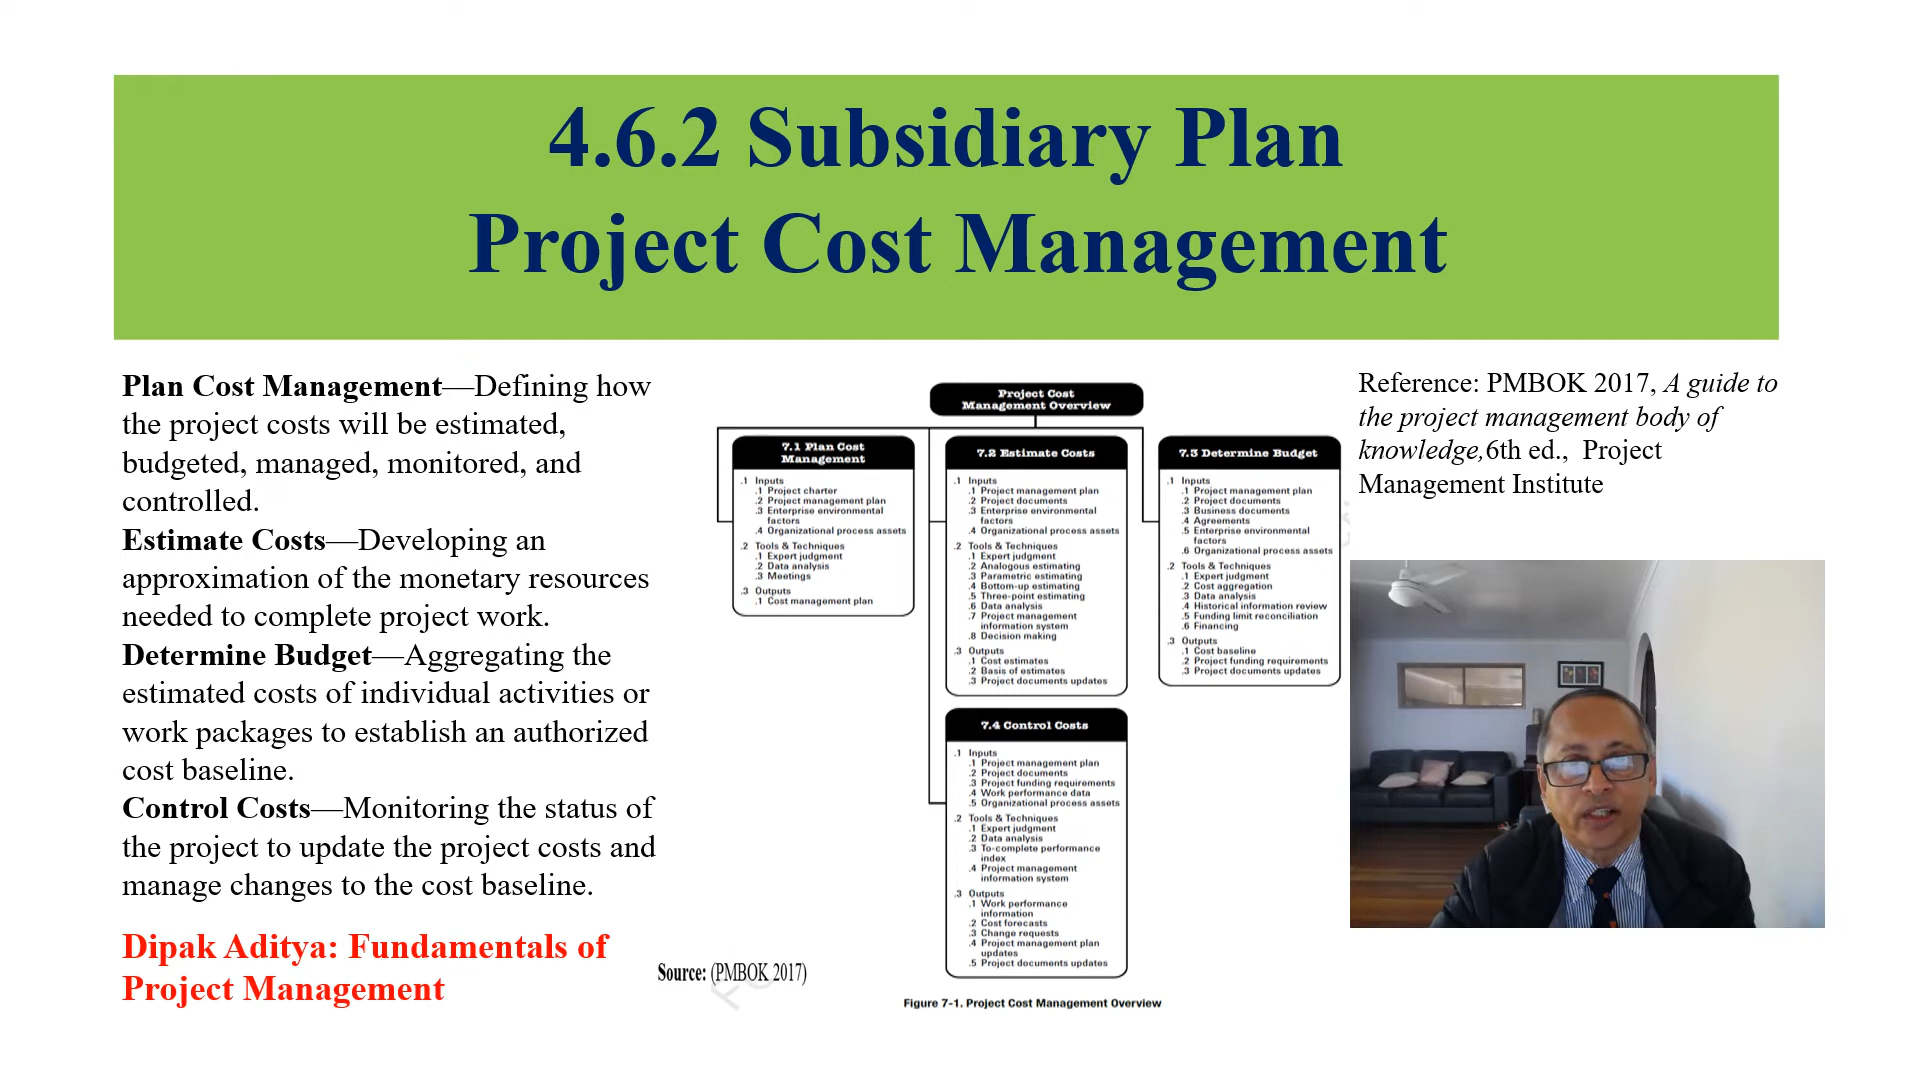 4.6.2 Subsidiary Plan
Project Cost Management
Plan Cost Management—Defining how
the project costs will be estimated,
budgeted, managed, monitored, and
controlled.
Estimate Costs—Developing an
approximation of the monetary resources
needed to complete project work.
Determine Budget—Aggregating the
estimated costs of individual activities or
work packages to establish an authorized
cost baseline.
Control Costs—Monitoring the status of
the project to update the project costs and
manage changes to the cost baseline.
Dipak Aditya: Fundamentals of
Project Management
Source: (PMBOK 2017)
Project Cost
Management Overview
7.1 Plan Cost
Management
.1 Inputs
.1 Project charter
.2 Project management plan
.3 Enterprise environmental
factors
.4 Organizational process assets
.2 Tools & Techniques
.1 Expert judgment
.2 Data analysis
.3 Meetings
.3 Outputs
.1 Cost management plan
7.2 Estimate Costs
.1 Inputs
.1 Project management plan
.2 Project documents
.3 Enterprise environmental
factors
.4 Organizational process assets
.2 Tools & Techniques
.1 Expert judgment
.2 Analogous estimating
.3 Parametric estimating
.4 Bottom-up estimating
.5 Three-point estimating
.6 Data analysis
.7 Project management
information system
.8 Decision making
.3 Outputs
.1 Cost estimates
.2 Basis of estimates
.3 Project documents updates
7.3 Determine Budget
.1 Inputs
.1 Project management plan
.2 Project documents
.3 Business documents
.4 Agreements
.5 Enterprise environmental
factors
.6 Organizational process assets
.2 Tools & Techniques
.1 Expert judgment
.2 Cost aggregation
.3 Data analysis
.4 Historical information review
.5 Funding limit reconciliation
.6 Financing
.3 Outputs
.1 Cost baseline
.2 Project funding requirements
.3 Project documents updates
7.4 Control Costs
.1 Inputs
.1 Project management plan
.2 Project documents
.3 Project funding requirements
.4 Work performance data
.5 Organizational process assets
.2 Tools & Techniques
.1 Expert judgment
.2 Data analysis
.3 To-complete performance
index
.4 Project management
information system
.3 Outputs
.1 Work performance
information
.2 Cost forecasts
.3 Change requests
.4 Project management plan
updates
.5 Project documents updates
Figure 7-1. Project Cost Management Overview
Reference: PMBOK 2017, A guide to
the project management body of
knowledge,6th ed., Project
Management Institute